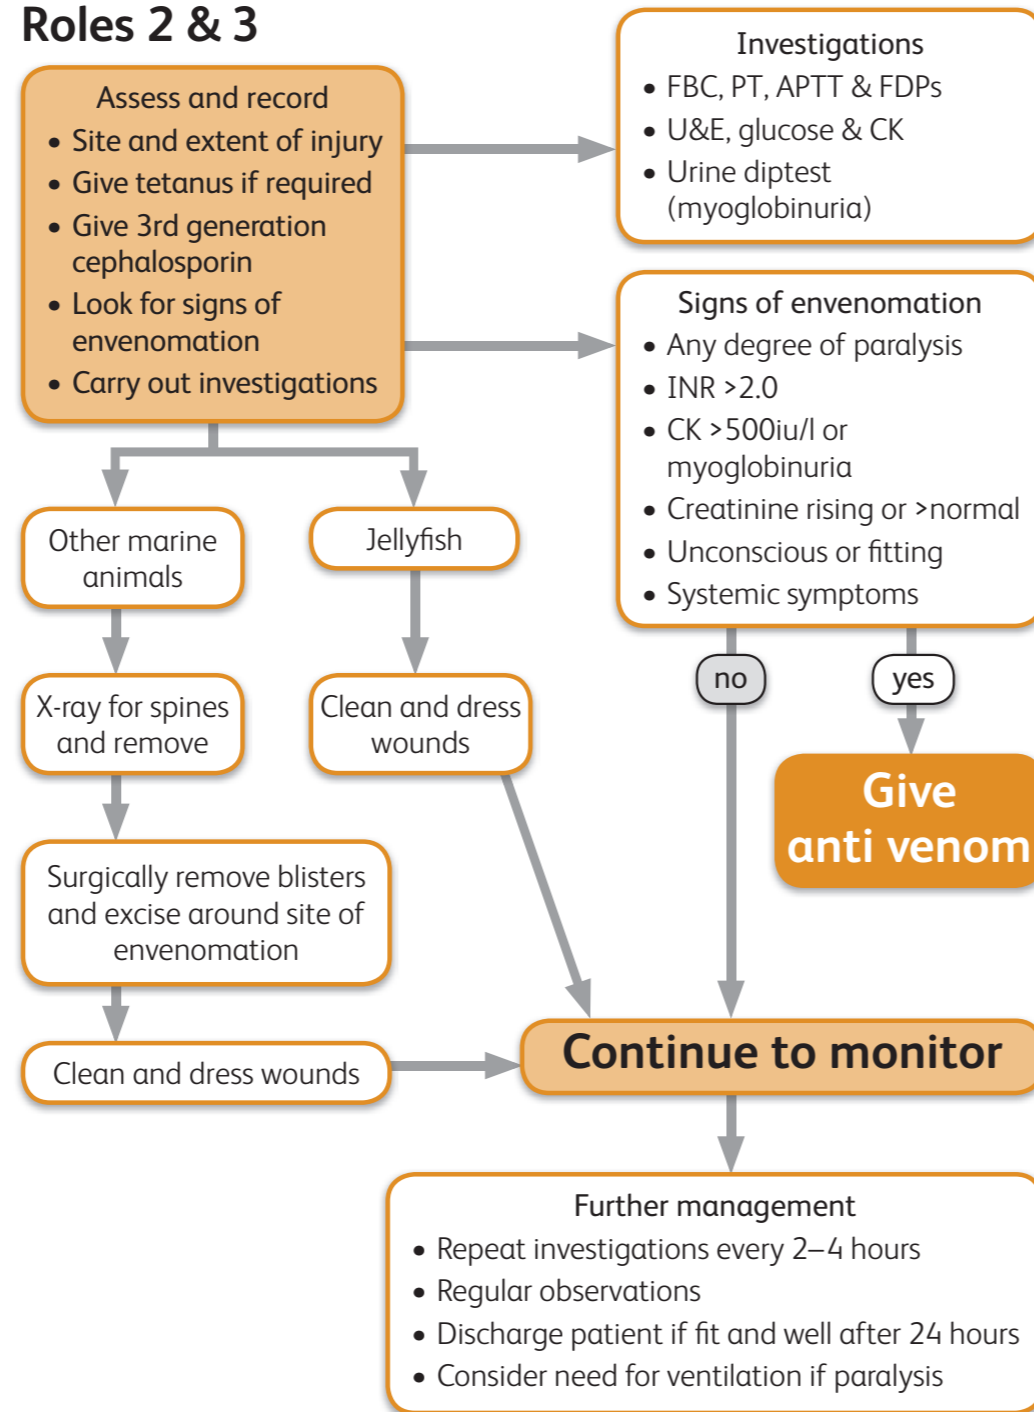 Roles 2 & 3
Assess and record
• Site and extent of injury
• Give tetanus if required
• Give 3rd generation
cephalosporin
• Look for signs of
envenomation
• Carry out investigations
Investigations
• FBC, PT, APTT & FDPs
• U&E, glucose & CK
• Urine diptest
(myoglobinuria)
Signs of envenomation
• Any degree of paralysis
• INR >2.0
• CK >500iu/l or
myoglobinuria
• Creatinine rising or >normal
• Unconscious or fitting
• Systemic symptoms
Other marine
animals
Jellyfish
X-ray for spines
and remove
Clean and dress
wounds
no
yes
Give
anti venom
Surgically remove blisters
and excise around site of
envenomation
Clean and dress wounds
Continue to monitor
Further management
• Repeat investigations every 2–4 hours
• Regular observations
• Discharge patient if fit and well after 24 hours
• Consider need for ventilation if paralysis